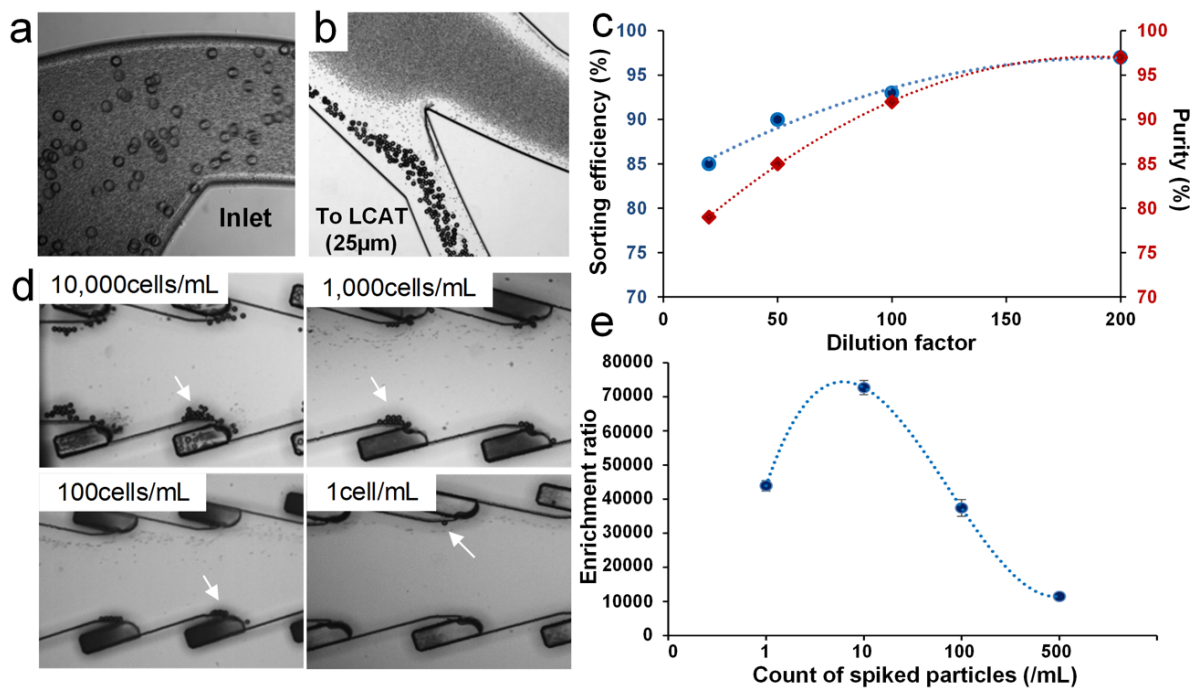 a
Inlet
b
To LCAT
(25µm)
c
100
95
90
85
80
75
70
Sorting efficiency (%)
100
95
90
85
80
75
70
Purity (%)
0
50
100
150
200
Dilution factor
d
10,000cells/mL
1,000cells/mL
100cells/mL
1cell/mL
e
80000
70000
60000
50000
40000
30000
20000
10000
0
Enrichment ratio
0
1
10
100
500
Count of spiked particles (/mL)